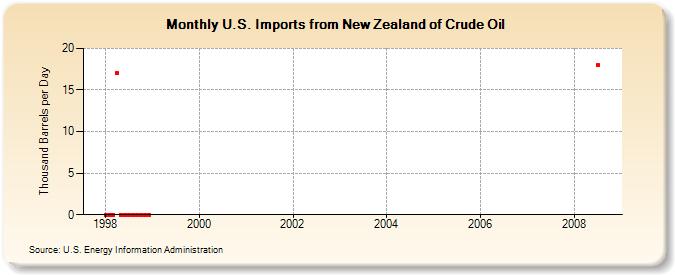 Monthly U.S. Imports from New Zealand of Crude Oil
Thousand Barrels per Day
20
15
10
5
0
1998 2000 2002 2004 2006 2008
Source: U.S. Energy Information Administration